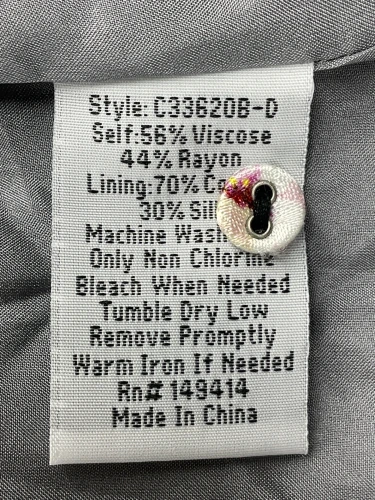 Style: C33620B-D
Self:56% Viscose
44% Rayon
Lining:70%
30%
Machine Wash
Only Non Chlorine
Bleach When Needed
Tumble Dry Low
Remove Promptly
Warm Iron If Needed
Rn# 149414
Made In China